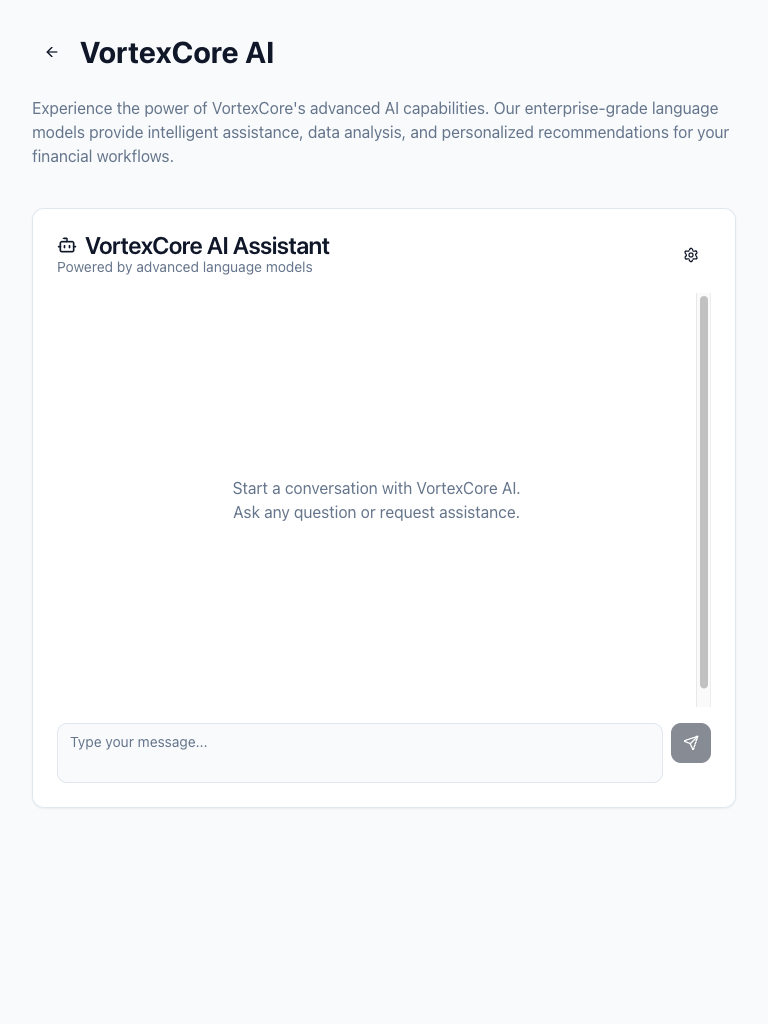 VortexCore AI
Experience the power of VortexCore's advanced AI capabilities. Our enterprise-grade language
models provide intelligent assistance, data analysis, and personalized recommendations for your
financial workflows.
VortexCore AI Assistant
Powered by advanced language models
Start a conversation with VortexCore AI.
Ask any question or request assistance.
Type your message...